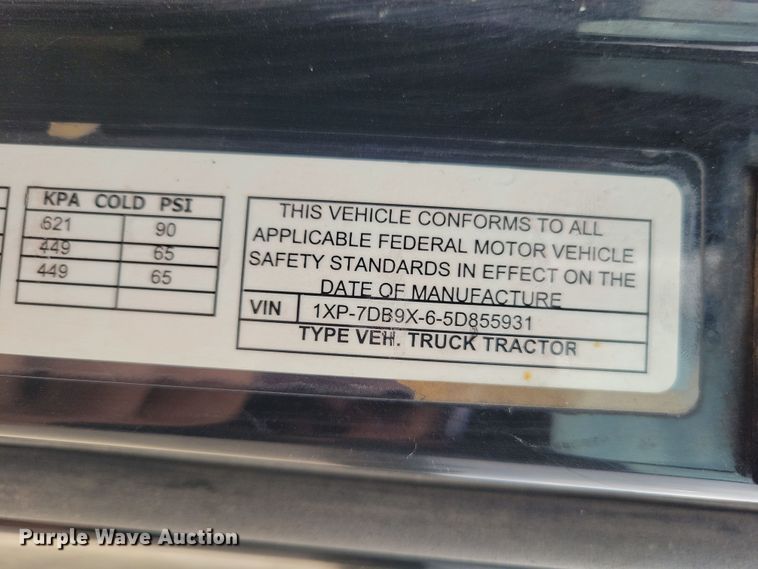 KPA COLD PSI
621 90
449 65
449 65
THIS VEHICLE CONFORMS TO ALL
APPLICABLE FEDERAL MOTOR VEHICLE
SAFETY STANDARDS IN EFFECT ON THE
DATE OF MANUFACTURE
VIN 1XP-7DB9X-6-5D855931
TYPE VEH. TRUCK TRACTOR
Purple Wave Auction